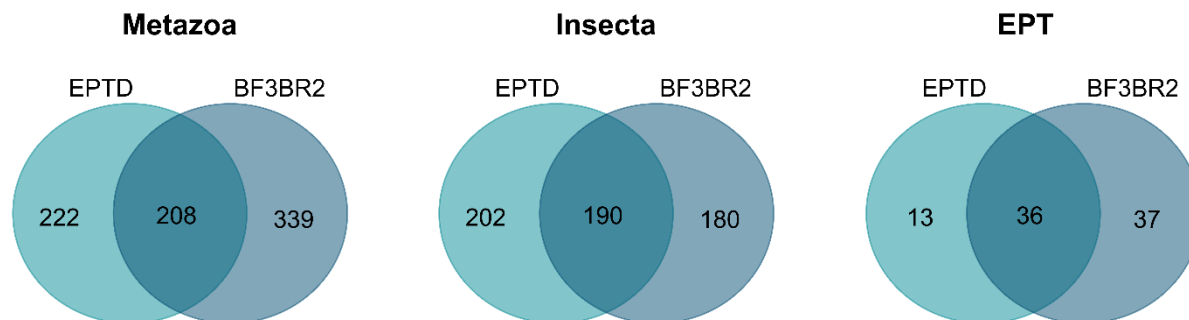 Metazoa Insecta EPT
EPTD BF3BR2 EPTD BF3BR2 EPTD BF3BR2
222 208 339 202 190 180 13 36 37